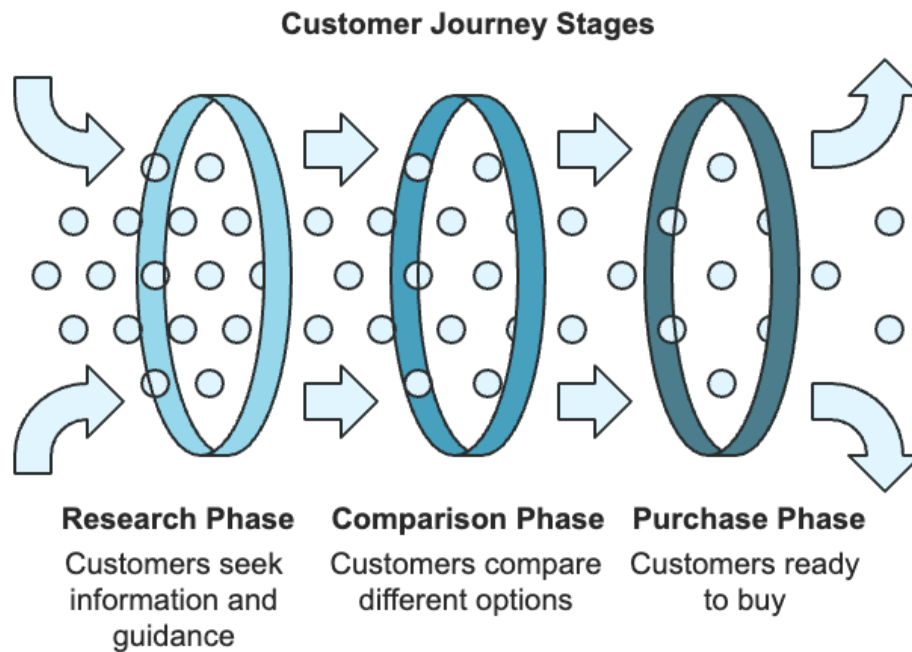 Customer Journey Stages
Research Phase
Customers seek
information and
guidance
Comparison Phase
Customers compare
different options
Purchase Phase
Customers ready
to buy